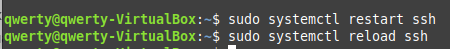 qwerty@qwerty-VirtualBox:~$ sudo systemctl restart ssh
qwerty@qwerty-VirtualBox:~$ sudo systemctl reload ssh